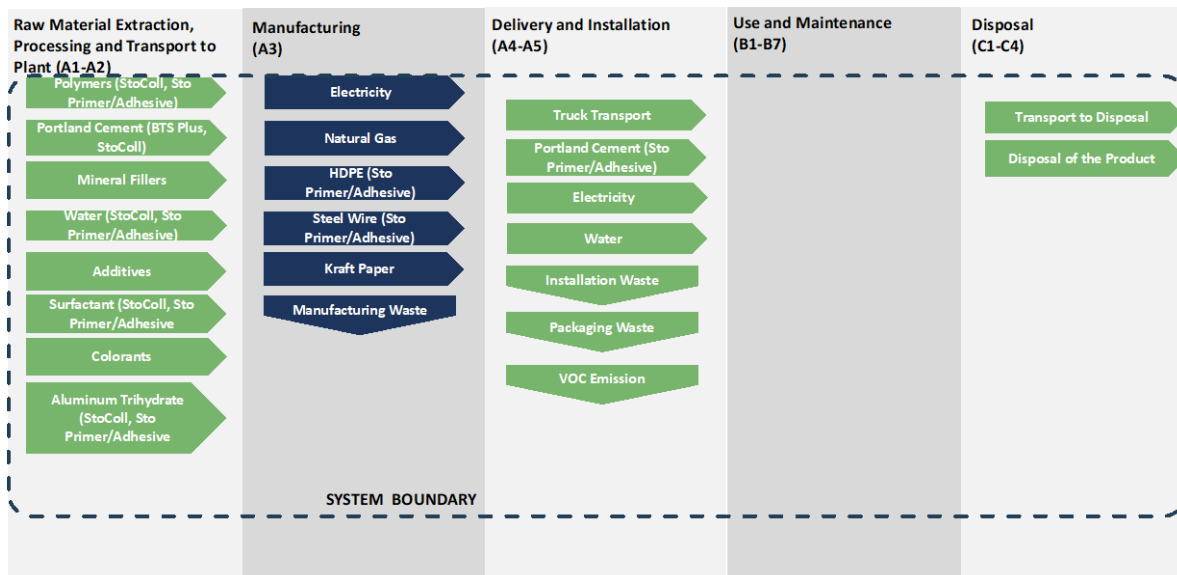 Raw Material Extraction,
Processing and Transport to
Plant (A1-A2)
Polymers (StoColl, Sto
Primer/Adhesive)
Portland Cement (BTS Plus,
StoColl)
Mineral Fillers
Water (StoColl, Sto
Primer/Adhesive)
Additives
Surfactant (StoColl, Sto
Primer/Adhesive
Colorants
Aluminum Trihydrate
(StoColl, Sto
Primer/Adhesive
Manufacturing
(A3)
Electricity
Natural Gas
HDPE (Sto
Primer/Adhesive)
Steel Wire (Sto
Primer/Adhesive)
Kraft Paper
Manufacturing Waste
Delivery and Installation
(A4-A5)
Truck Transport
Portland Cement (Sto
Primer/Adhesive)
Electricity
Water
Installation Waste
Packaging Waste
VOC Emission
Use and Maintenance
(B1-B7)
Disposal
(C1-C4)
Transport to Disposal
Disposal of the Product
SYSTEM BOUNDARY